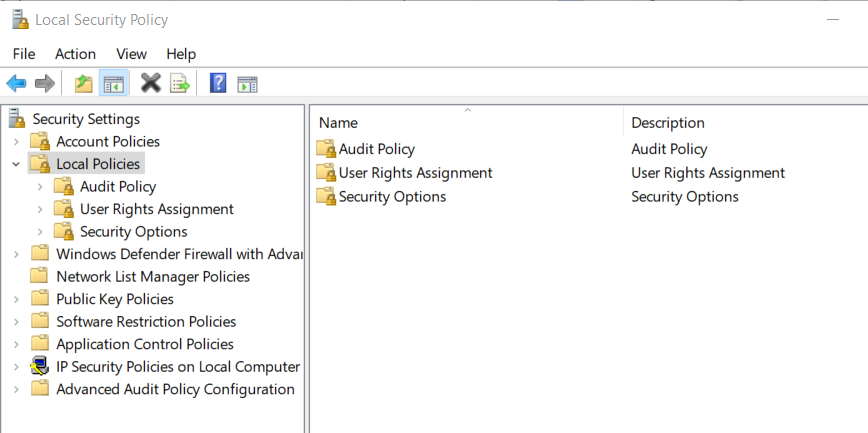 Local Security Policy
File Action View Help
Security Settings
Account Policies
Local Policies
Audit Policy
User Rights Assignment
Security Options
Windows Defender Firewall with Adva
Network List Manager Policies
Public Key Policies
Software Restriction Policies
Application Control Policies
IP Security Policies on Local Computer
Advanced Audit Policy Configuration
Name Description
Audit Policy Audit Policy
User Rights Assignment User Rights Assignment
Security Options Security Options